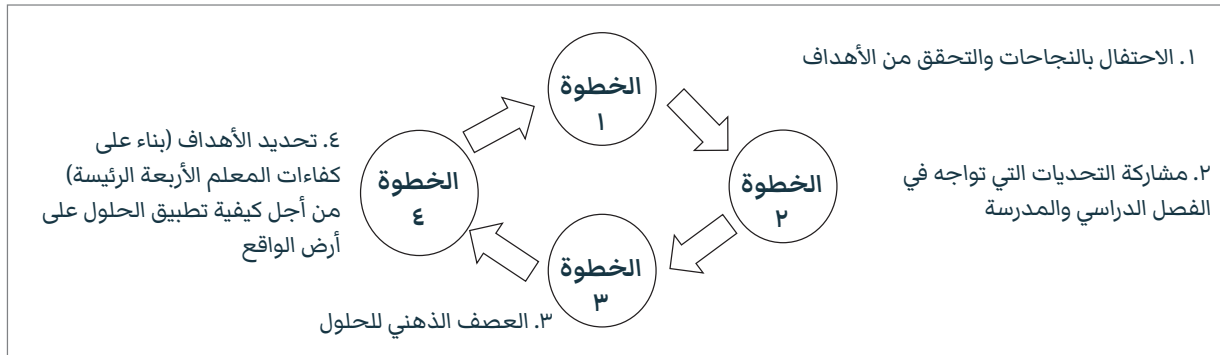 الخطوة
١
١. الاحتفال بالنجاحات والتحقق من الأهداف
الخطوة
٢
٢. مشاركة التحديات التي تواجه في
الفصل الدراسي والمدرسة
الخطوة
٣
٣. العصف الذهني للحلول
الخطوة
٤
٤. تحديد الأهداف (بناء على
كفاءات المعلم الأربعة الرئيسة)
من أجل كيفية تطبيق الحلول على
أرض الواقع